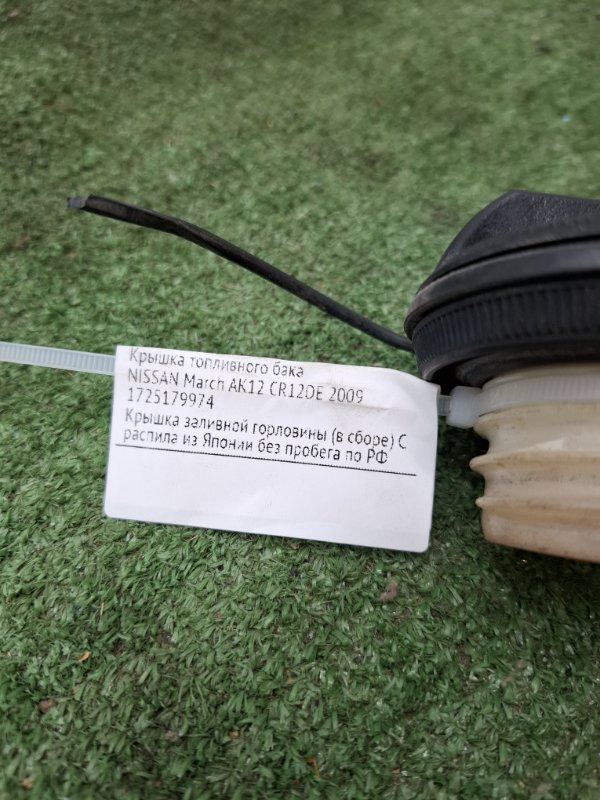 Крышка топливного бака
NISSAN March AK12 CR12DE 2009
1725179974
Крышка заливной горловины (в сборе) С
распила из Японии без пробега по РФ